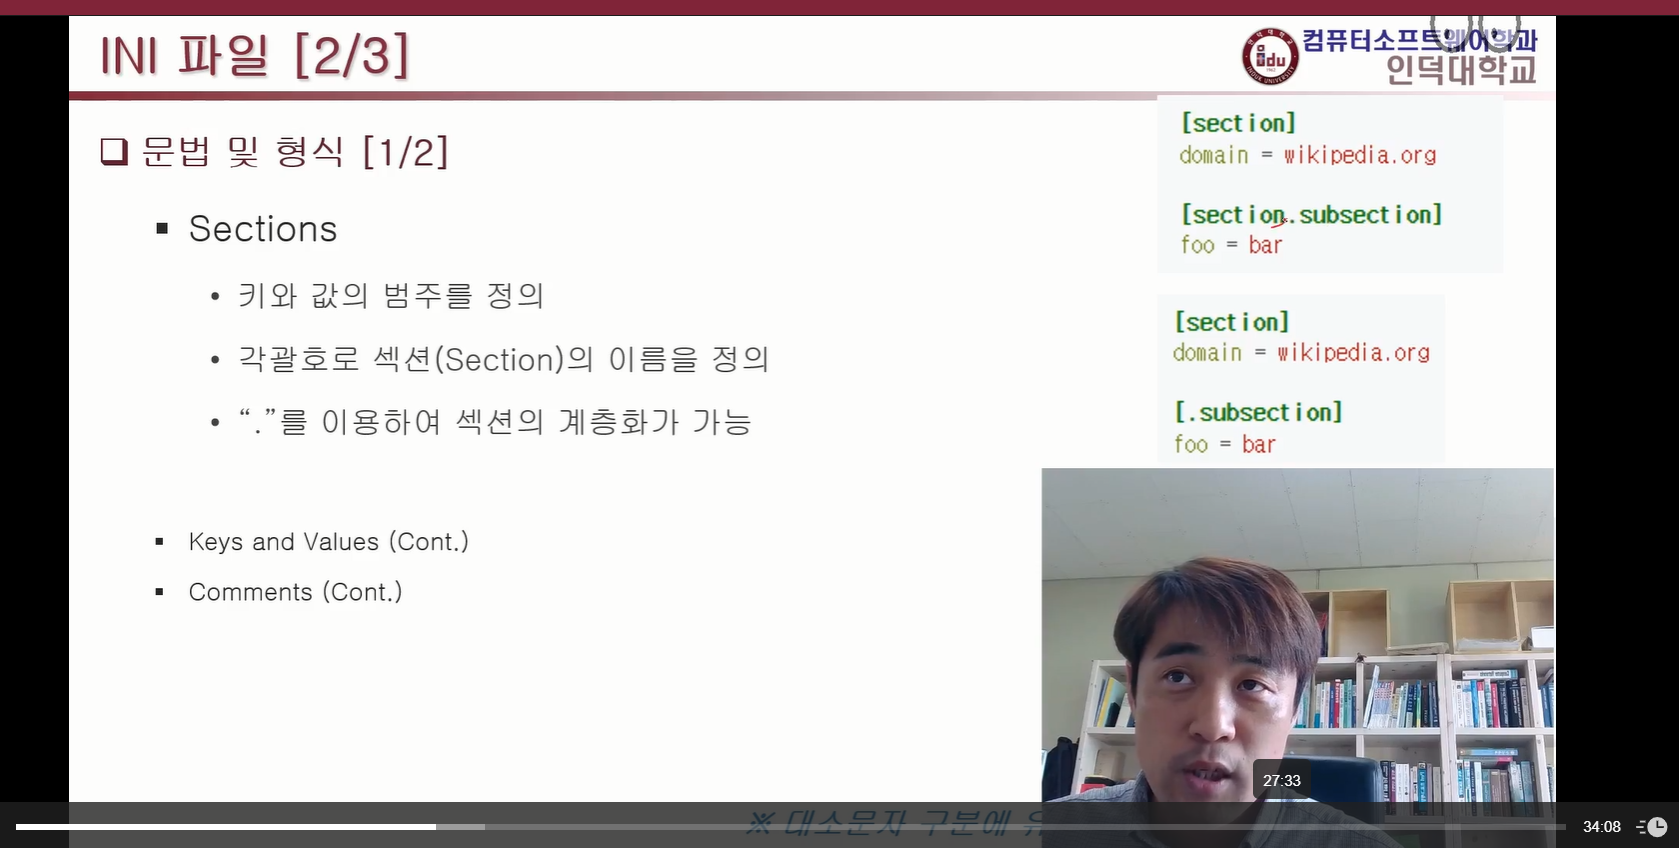 INI 파일 [2/3]
컴퓨터소프트웨어학과
인덕대학교
idu
문법 및 형식 [1/2]
Sections
키와 값의 범주를 정의
각괄호로 섹션(Section)의 이름을 정의
“.”를 이용하여 섹션의 계층화가 가능
Keys and Values (Cont.)
Comments (Cont.)
[section]
domain = wikipedia.org
[section.subsection]
foo = bar
[section]
domain = wikipedia.org
[.subsection]
foo = bar
※ 대소문자 구분에
27:33
34:08